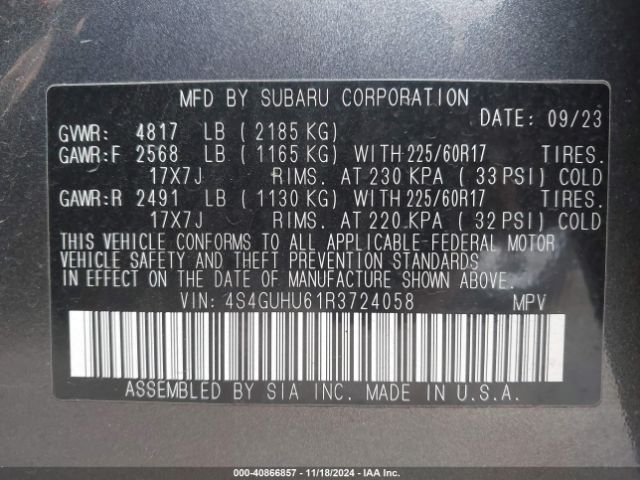 MFD BY SUBARU CORPORATION
DATE: 09/23
GVWR: 4817 LB ( 2185 KG)
GAWR:F 2568 LB ( 1165 KG) WITH 225/60R17 TIRES.
17X7J RIMS. AT 230 KPA ( 33 PSI) COLD
GAWR:R 2491 LB ( 1130 KG) WITH 225/60R17 TIRES.
17X7J RIMS. AT 220 KPA ( 32 PSI) COLD
THIS VEHICLE CONFORMS TO ALL APPLICABLE-FEDERAL MOTOR
VEHICLE SAFETY AND THEFT PREVENTION STANDARDS
IN EFFECT ON THE DATE OF MANUFACTURE SHOWN ABOVE.
VIN: 4S4GUHU61R3724058 MPV
ASSEMBLED BY SIA INC. MADE IN U.S.A.
000-40866857 - 11/18/2024 - IAA Inc.